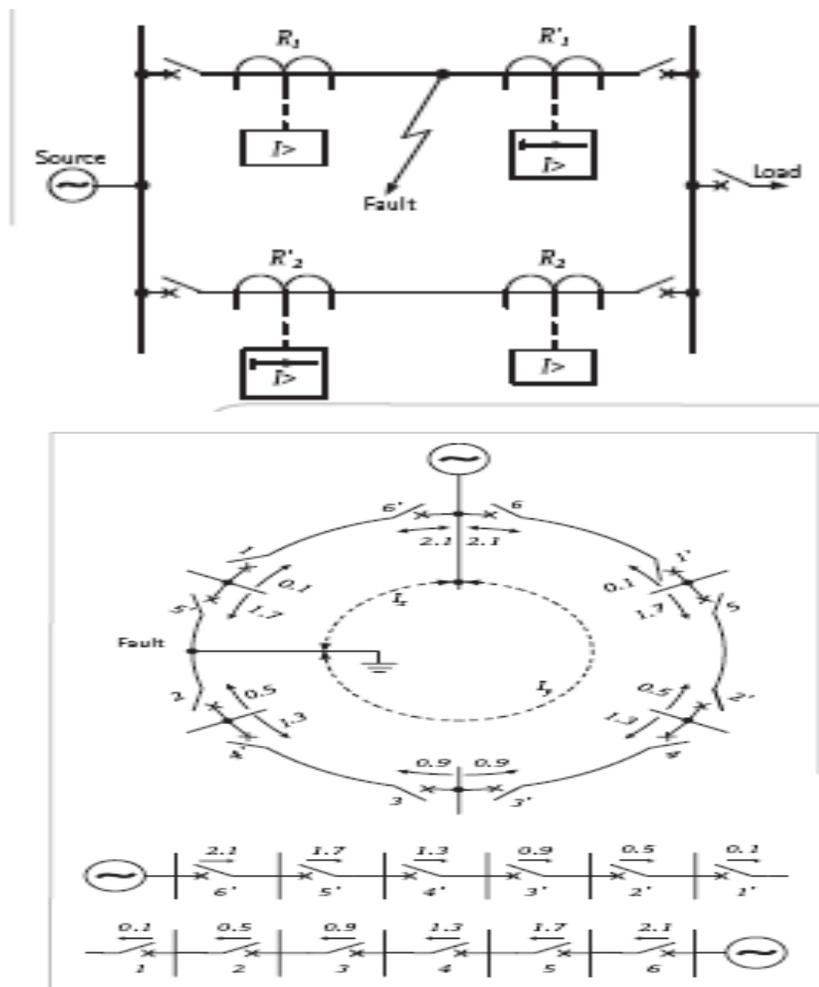 R₁ R'₁
I> I>
Source
Load
Fault
R'₂ R₂
I> I>
6' 6
2.1 2.1
1 1'
0.1 0.1
1.7 1.7
5' 5
Iₓ
Fault
Iᵧ
2 2'
0.5 0.5
1.3 1.3
4' 4
0.9 0.9
3 3'
2.1 1.7 1.3 0.9 0.5 0.1
6' 5' 4' 3' 2' 1'
0.1 0.5 0.9 1.3 1.7 2.1
1 2 3 4 5 6